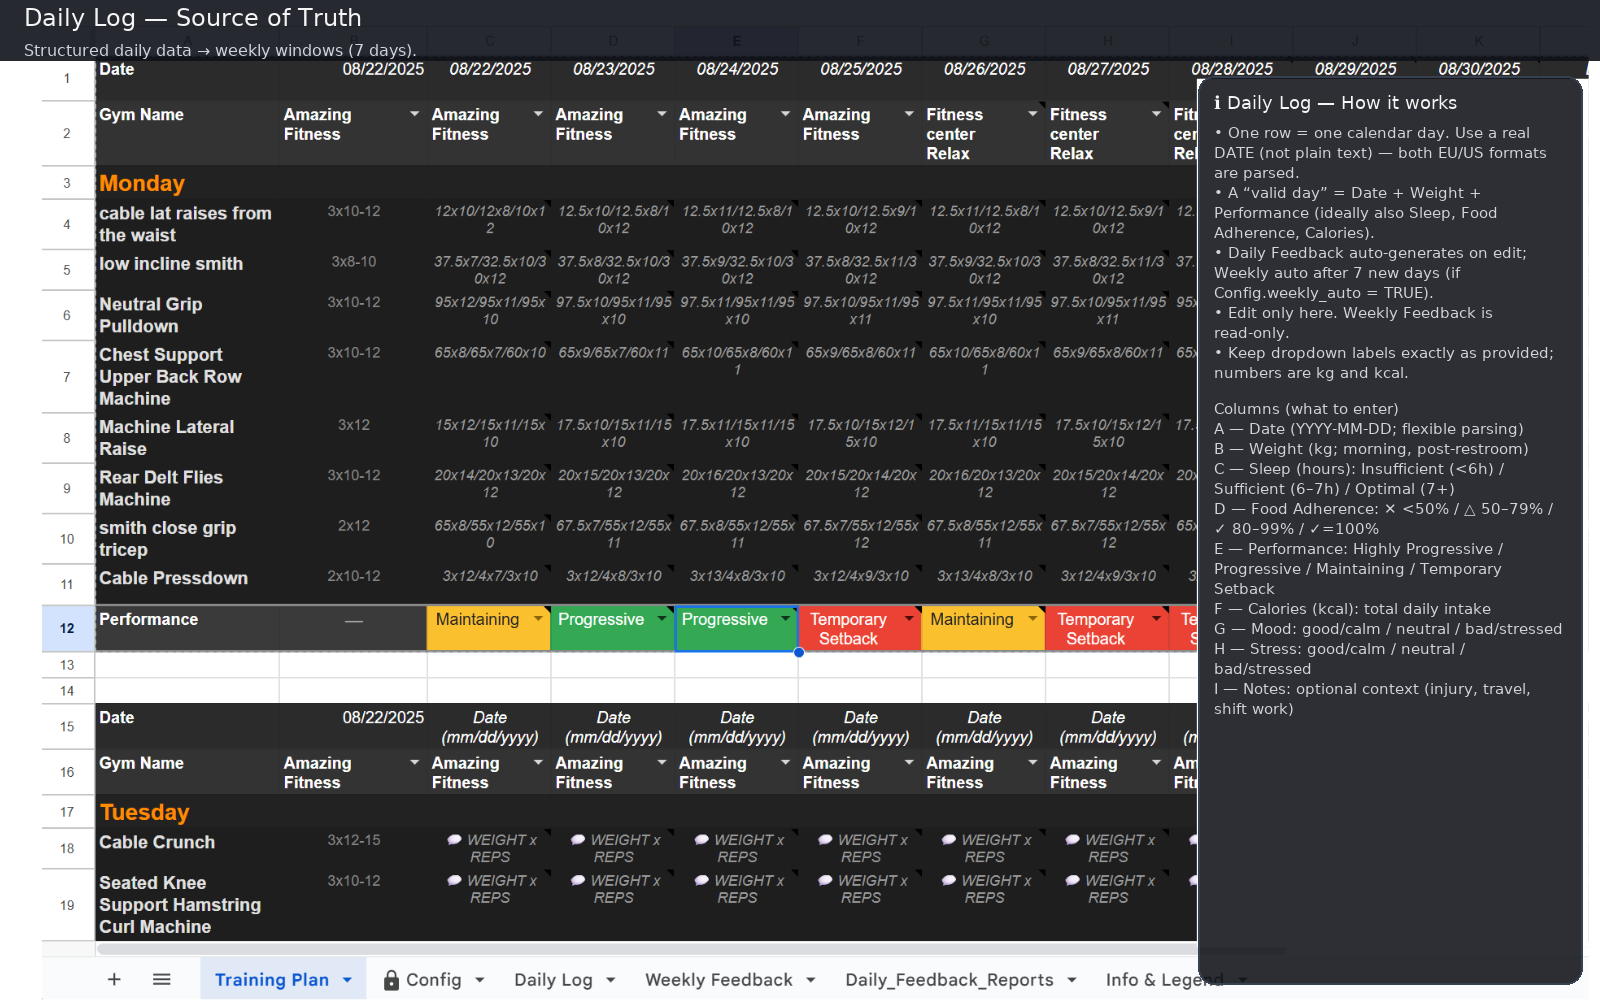 Daily Log — Source of Truth
Structured daily data → weekly windows (7 days).
A B C D E F G H I J K
1 Date 08/22/2025 08/22/2025 08/23/2025 08/24/2025 08/25/2025 08/26/2025 08/27/2025 08/28/2025 08/29/2025 08/30/2025
2 Gym Name Amazing Fitness Amazing Fitness Amazing Fitness Amazing Fitness Amazing Fitness Fitness center Relax Fitness center Relax
3 Monday
4 cable lat raises from the waist 3x10-12 12x10/12x8/10x12 12.5x10/12.5x8/10x12 12.5x11/12.5x8/10x12 12.5x10/12.5x9/10x12 12.5x11/12.5x8/10x12 12.5x10/12.5x9/10x12 12.
5 low incline smith 3x8-10 37.5x7/32.5x10/30x12 37.5x8/32.5x10/30x12 37.5x9/32.5x10/30x12 37.5x8/32.5x11/30x12 37.5x9/32.5x10/30x12 37.5x8/32.5x11/30x12 37.
6 Neutral Grip Pulldown 3x10-12 95x12/95x11/95x10 97.5x10/95x11/95x10 97.5x11/95x11/95x10 97.5x10/95x11/95x11 97.5x11/95x11/95x10 97.5x10/95x11/95x11 95x
7 Chest Support Upper Back Row Machine 3x10-12 65x8/65x7/60x10 65x9/65x7/60x11 65x10/65x8/60x11 65x9/65x8/60x11 65x10/65x8/60x11 65x9/65x8/60x11 65x
8 Machine Lateral Raise 3x12 15x12/15x11/15x10 17.5x10/15x11/15x10 17.5x11/15x11/15x10 17.5x10/15x12/15x10 17.5x11/15x11/15x10 17.5x10/15x12/15x10 17.
9 Rear Delt Flies Machine 3x10-12 20x14/20x13/20x12 20x15/20x13/20x12 20x16/20x13/20x12 20x15/20x14/20x12 20x16/20x13/20x12 20x15/20x14/20x12 20x
10 smith close grip tricep 2x12 65x8/55x12/55x10 67.5x7/55x12/55x11 67.5x8/55x12/55x11 67.5x7/55x12/55x12 67.5x8/55x12/55x11 67.5x7/55x12/55x12 65x
11 Cable Pressdown 2x10-12 3x12/4x7/3x10 3x12/4x8/3x10 3x13/4x8/3x10 3x12/4x9/3x10 3x13/4x8/3x10 3x12/4x9/3x10 3
12 Performance — Maintaining Progressive Progressive Temporary Setback Maintaining Temporary Setback
13
14
15 Date 08/22/2025 Date (mm/dd/yyyy) Date (mm/dd/yyyy) Date (mm/dd/yyyy) Date (mm/dd/yyyy) Date (mm/dd/yyyy) Date (mm/dd/yyyy)
16 Gym Name Amazing Fitness Amazing Fitness Amazing Fitness Amazing Fitness Amazing Fitness Amazing Fitness Amazing Fitness
17 Tuesday
18 Cable Crunch 3x12-15 WEIGHT x REPS WEIGHT x REPS WEIGHT x REPS WEIGHT x REPS WEIGHT x REPS WEIGHT x REPS
19 Seated Knee Support Hamstring Curl Machine 3x10-12 WEIGHT x REPS WEIGHT x REPS WEIGHT x REPS WEIGHT x REPS WEIGHT x REPS WEIGHT x REPS
ℹ Daily Log — How it works
• One row = one calendar day. Use a real
DATE (not plain text) — both EU/US formats
are parsed.
• A “valid day” = Date + Weight +
Performance (ideally also Sleep, Food
Adherence, Calories).
• Daily Feedback auto-generates on edit;
Weekly auto after 7 new days (if
Config.weekly_auto = TRUE).
• Edit only here. Weekly Feedback is
read-only.
• Keep dropdown labels exactly as provided;
numbers are kg and kcal.
Columns (what to enter)
A — Date (YYYY-MM-DD; flexible parsing)
B — Weight (kg; morning, post-restroom)
C — Sleep (hours): Insufficient (<6h) /
Sufficient (6–7h) / Optimal (7+)
D — Food Adherence: ✕ <50% / △ 50–79% /
✓ 80–99% / ✓=100%
E — Performance: Highly Progressive /
Progressive / Maintaining / Temporary
Setback
F — Calories (kcal): total daily intake
G — Mood: good/calm / neutral / bad/stressed
H — Stress: good/calm / neutral /
bad/stressed
I — Notes: optional context (injury, travel,
shift work)
Training Plan Config Daily Log Weekly Feedback Daily_Feedback_Reports Info & Legend